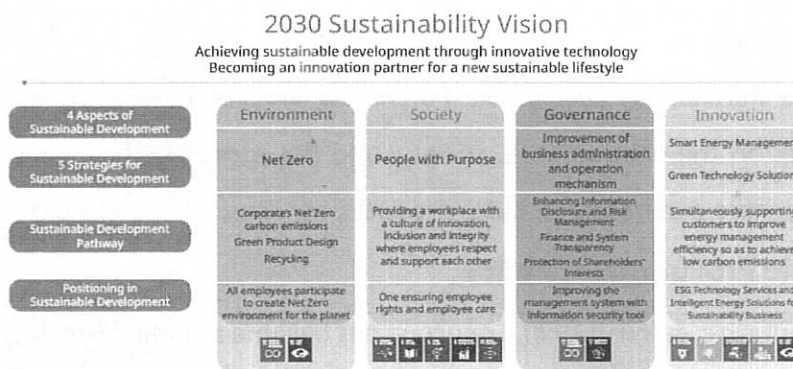 2030 Sustainability Vision
Achieving sustainable development through innovative technology
Becoming an innovation partner for a new sustainable lifestyle
4 Aspects of
Sustainable Development
Environment
Society
Governance
Innovation
5 Strategies for
Sustainable Development
Net Zero
People with Purpose
Improvement of
business administration
and operation
mechanism
Smart Energy Managemen
Green Technology Solution
Sustainable Development
Pathway
Corporate's Net Zero
carbon emissions
Green Product Design
Recycling
Providing a workplace with
a culture of innovation,
inclusion and integrity
where employees respect
and support each other
Enhancing Information
Disclosure and Risk
Management
Finance and System
Transparency
Protection of Shareholders'
Interests
Simultaneously supporting
customers to improve
energy management
efficiency so as to achieve
low carbon emissions
Positioning in
Sustainable Development
All employees participate
to create Net Zero
environment for the planet
One ensuring employee
rights and employee care
Improving the
management system with
information security tool
ESG Technology Services and
Intelligent Energy Solutions fo
Sustainability Business